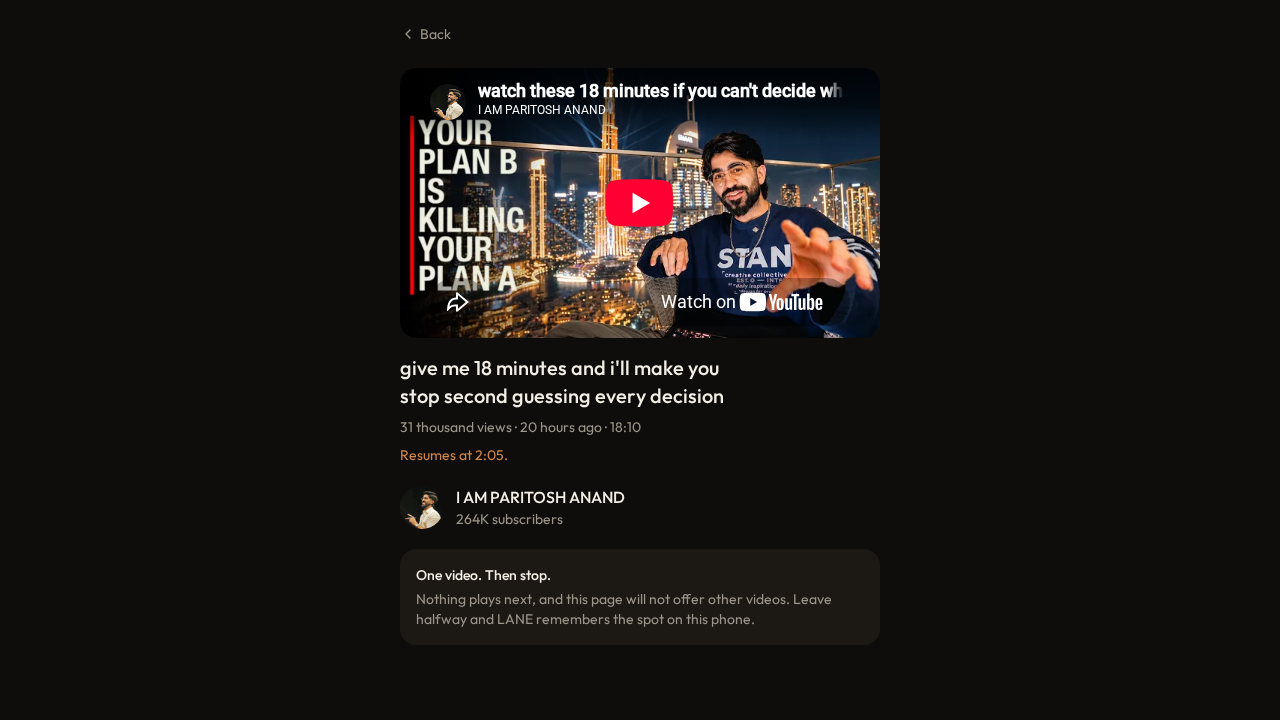 Back
watch these 18 minutes if you can't decide wh
I AM PARITOSH ANAND
YOUR
PLAN B
IS
KILLING
YOUR
PLAN A
STAN
creative collective
Watch on YouTube
give me 18 minutes and i'll make you
stop second guessing every decision
31 thousand views · 20 hours ago · 18:10
Resumes at 2:05.
I AM PARITOSH ANAND
264K subscribers
One video. Then stop.
Nothing plays next, and this page will not offer other videos. Leave
halfway and LANE remembers the spot on this phone.